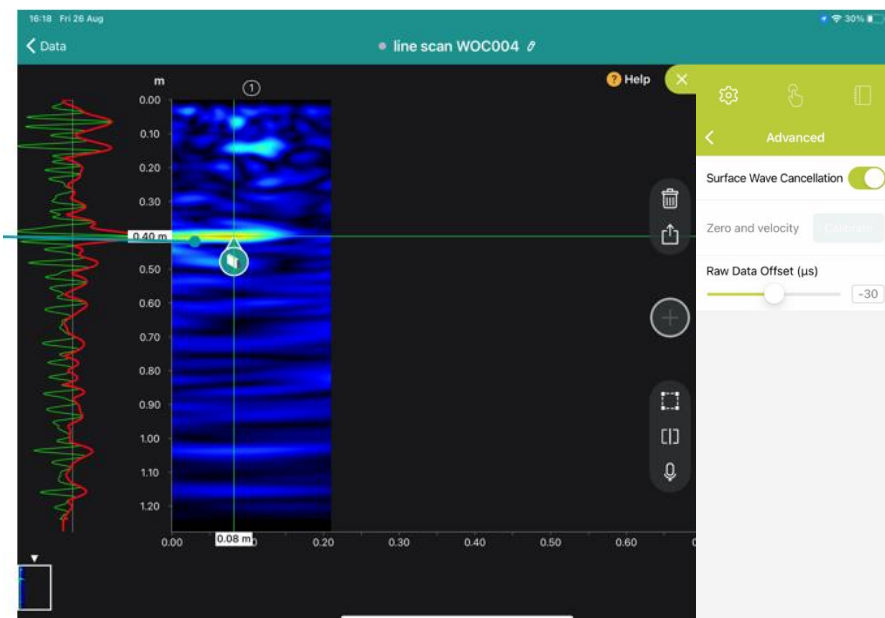 16:18 Fri 26 Aug
30%
Data
line scan WOC004
Help
Advanced
Surface Wave Cancellation
Zero and velocity
Raw Data Offset (μs)
-30
m
1
0.00
0.10
0.20
0.30
0.40 m
0.50
0.60
0.70
0.80
0.90
1.00
1.10
1.20
0.00 0.08 m 0.20 0.30 0.40 0.50 0.60